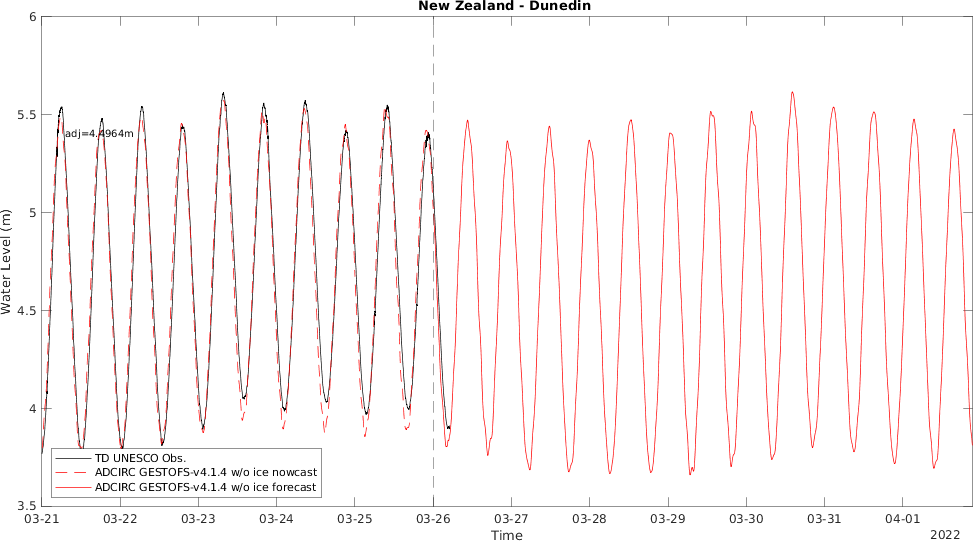 New Zealand - Dunedin
6
5.5
5
4.5
4
3.5
Water Level (m)
adj=4.4964m
TD UNESCO Obs.
ADCIRC GESTOFS-v4.1.4 w/o ice nowcast
ADCIRC GESTOFS-v4.1.4 w/o ice forecast
03-21 03-22 03-23 03-24 03-25 03-26 03-27 03-28 03-29 03-30 03-31 04-01
Time
2022